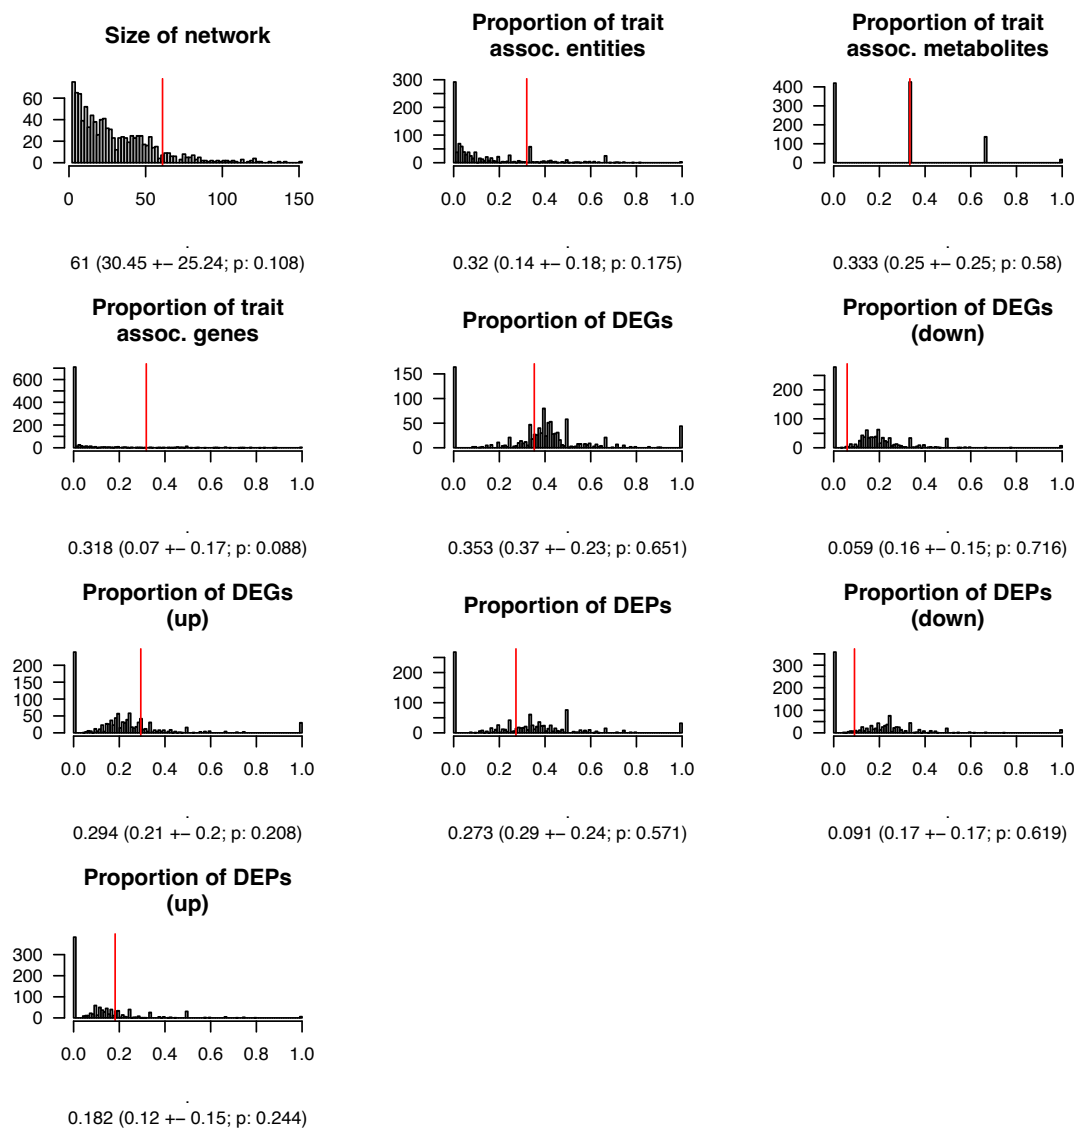 Size of network
0
20
40
60
0 50 100 150
.
61 (30.45 +− 25.24; p: 0.108)
Proportion of trait
assoc. entities
0
100
200
300
0.0 0.2 0.4 0.6 0.8 1.0
.
0.32 (0.14 +− 0.18; p: 0.175)
Proportion of trait
assoc. metabolites
0
100
200
300
400
0.0 0.2 0.4 0.6 0.8 1.0
.
0.333 (0.25 +− 0.25; p: 0.58)
Proportion of trait
assoc. genes
0
200
400
600
0.0 0.2 0.4 0.6 0.8 1.0
.
0.318 (0.07 +− 0.17; p: 0.088)
Proportion of DEGs
0
50
100
150
0.0 0.2 0.4 0.6 0.8 1.0
.
0.353 (0.37 +− 0.23; p: 0.651)
Proportion of DEGs
(down)
0
100
200
0.0 0.2 0.4 0.6 0.8 1.0
.
0.059 (0.16 +− 0.15; p: 0.716)
Proportion of DEGs
(up)
0
50
100
150
200
0.0 0.2 0.4 0.6 0.8 1.0
.
0.294 (0.21 +− 0.2; p: 0.208)
Proportion of DEPs
0
100
200
0.0 0.2 0.4 0.6 0.8 1.0
.
0.273 (0.29 +− 0.24; p: 0.571)
Proportion of DEPs
(down)
0
100
200
300
0.0 0.2 0.4 0.6 0.8 1.0
.
0.091 (0.17 +− 0.17; p: 0.619)
Proportion of DEPs
(up)
0
100
200
300
0.0 0.2 0.4 0.6 0.8 1.0
.
0.182 (0.12 +− 0.15; p: 0.244)